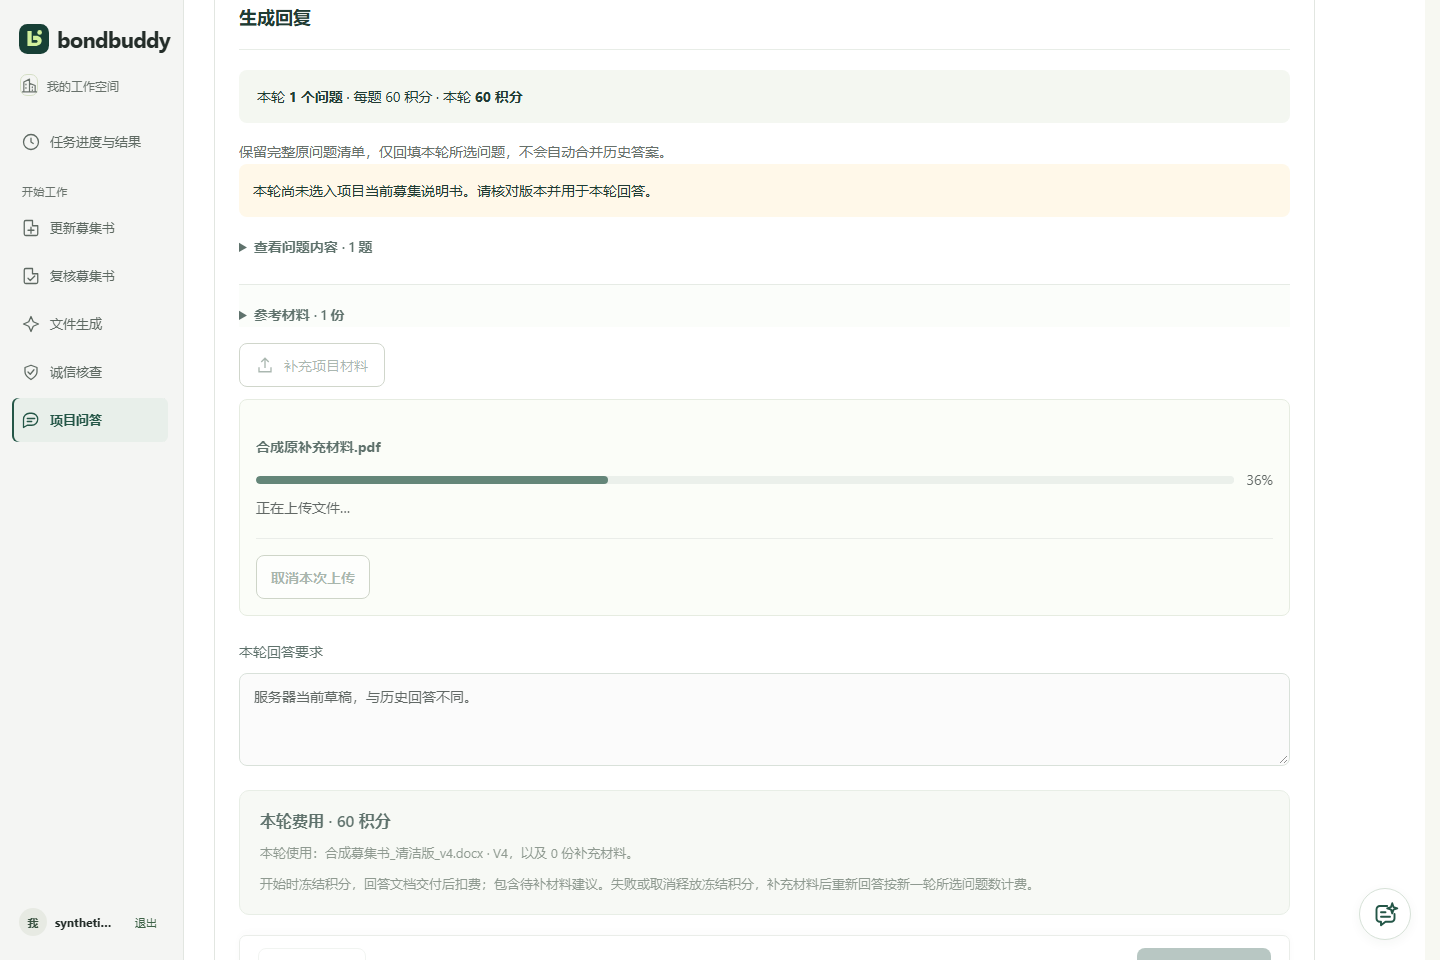 bondbuddy
我的工作空间
任务进度与结果
开始工作
更新募集书
复核募集书
文件生成
诚信核查
项目问答
我
syntheti...
退出
生成回复
本轮 1 个问题 · 每题 60 积分 · 本轮 60 积分
保留完整原问题清单，仅回填本轮所选问题，不会自动合并历史答案。
本轮尚未选入项目当前募集说明书。请核对版本并用于本轮回答。
查看问题内容 · 1 题
参考材料 · 1 份
补充项目材料
合成原补充材料.pdf
36%
正在上传文件...
取消本次上传
本轮回答要求
服务器当前草稿，与历史回答不同。
本轮费用 · 60 积分
本轮使用：合成募集书_清洁版_v4.docx · V4，以及 0 份补充材料。
开始时冻结积分，回答文档交付后扣费；包含待补材料建议。失败或取消释放冻结积分，补充材料后重新回答按新一轮所选问题数计费。